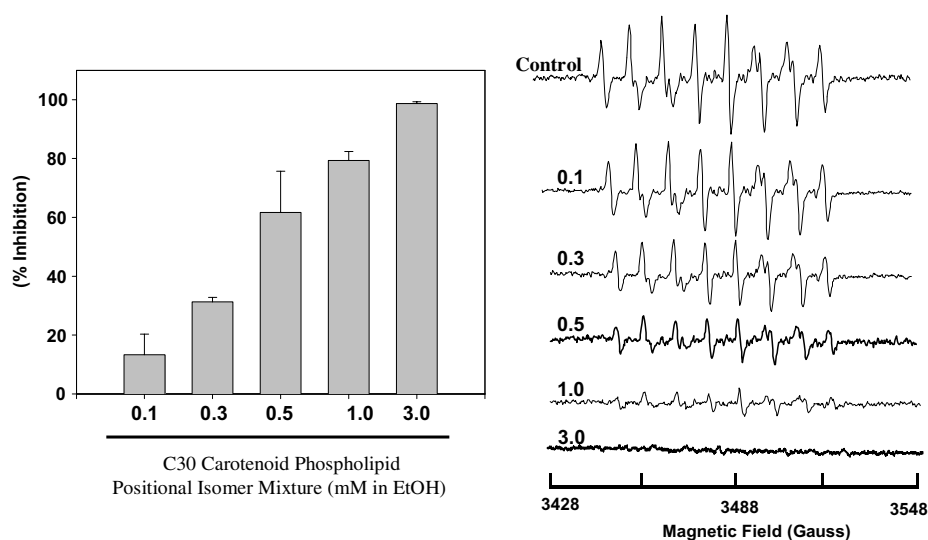 100
80
60
40
20
0
(% Inhibition)
0.1 0.3 0.5 1.0 3.0
C30 Carotenoid Phospholipid
Positional Isomer Mixture (mM in EtOH)
Control
0.1
0.3
0.5
1.0
3.0
3428 3488 3548
Magnetic Field (Gauss)